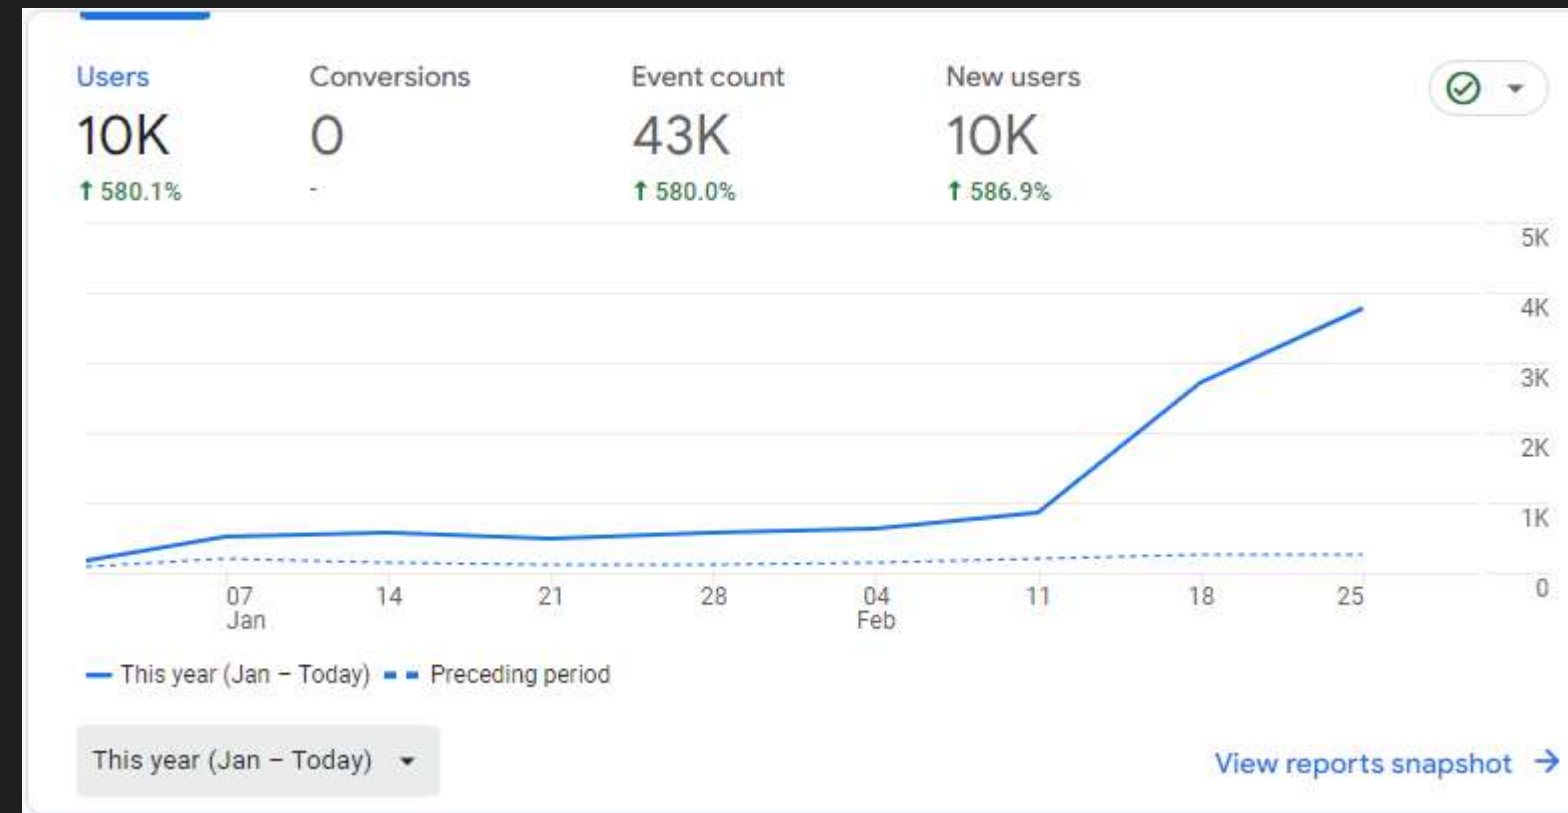 Users Conversions Event count New users
10K 0 43K 10K
↑ 580.1% - ↑ 580.0% ↑ 586.9%
5K
4K
3K
2K
1K
0
07 14 21 28 04 11 18 25
Jan Feb
This year (Jan – Today) Preceding period
This year (Jan – Today)
View reports snapshot →